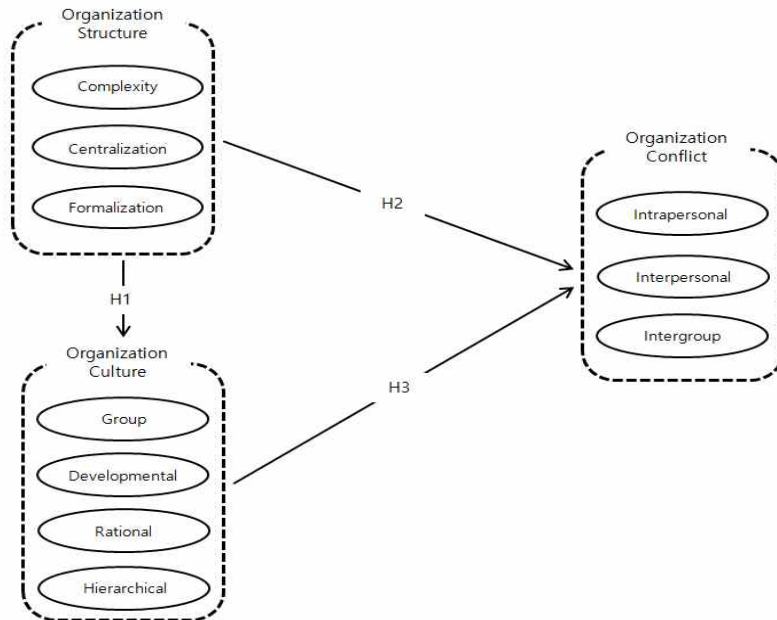 Organization
Structure
Complexity
Centralization
Formalization
H1
Organization
Culture
Group
Developmental
Rational
Hierarchical
H2
H3
Organization
Conflict
Intrapersonal
Interpersonal
Intergroup